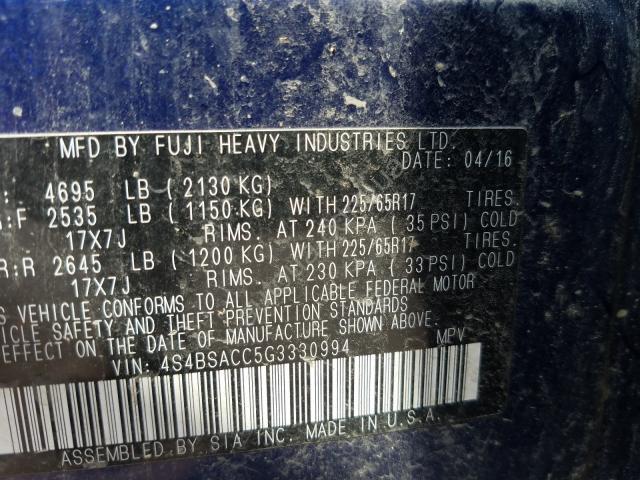 MFD BY FUJI HEAVY INDUSTRIES LTD.
DATE: 04/16
: 4695 LB (2130 KG)
R:F 2535 LB (1150 KG) WITH 225/65R17 TIRES.
17X7J RIMS. AT 240 KPA (35 PSI) COLD
R:R 2645 LB (1200 KG) WITH 225/65R17 TIRES.
17X7J RIMS. AT 230 KPA (33 PSI) COLD
S VEHICLE CONFORMS TO ALL APPLICABLE FEDERAL MOTOR
ICLE SAFETY AND THEFT PREVENTION STANDARDS
EFFECT ON THE DATE OF MANUFACTURE SHOWN ABOVE.
VIN: 4S4BSACC5G3330994 MPV
ASSEMBLED BY SIA INC. MADE IN U.S.A.